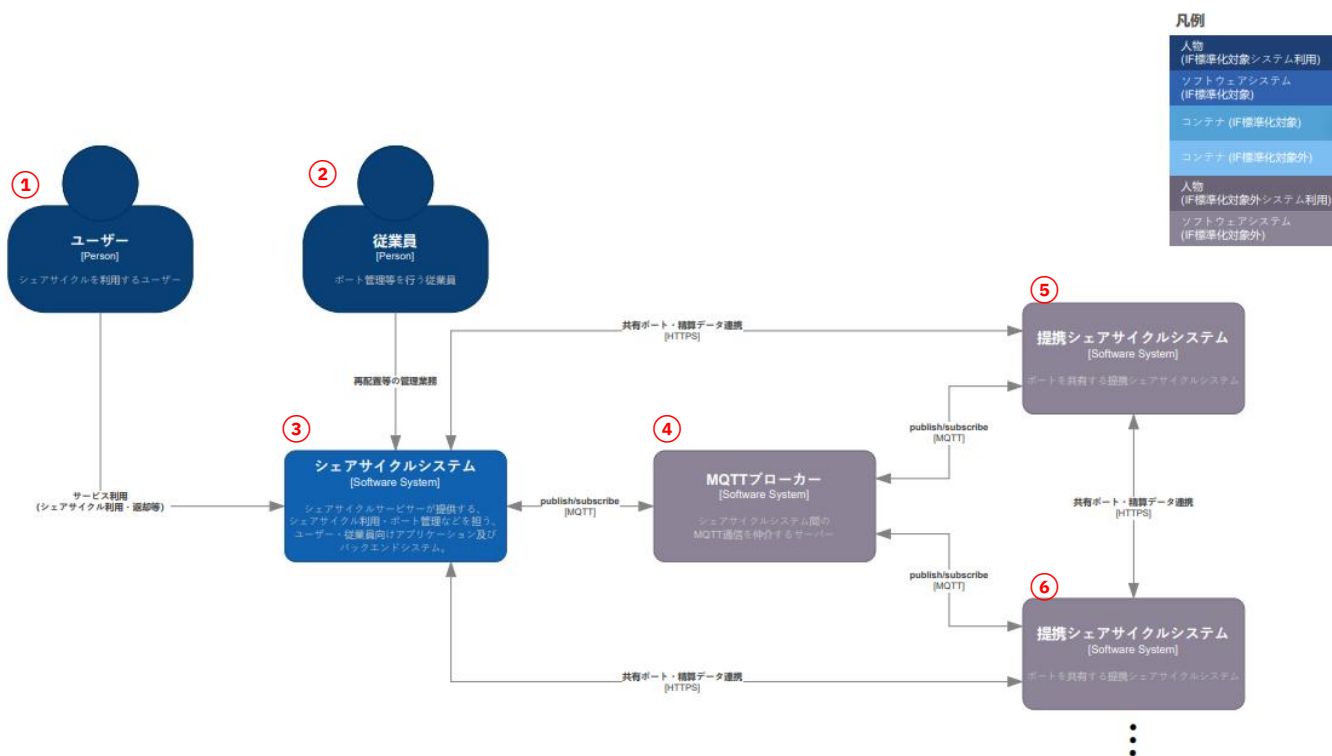 凡例
人物
(IF標準化対象システム利用)
ソフトウェアシステム
(IF標準化対象)
コンテナ (IF標準化対象)
コンテナ (IF標準化対象外)
人物
(IF標準化対象外システム利用)
ソフトウェアシステム
(IF標準化対象外)
①
ユーザー
[Person]
シェアサイクルを利用するユーザー
②
従業員
[Person]
ポート管理等を行う従業員
サービス利用
(シェアサイクル利用・返却等)
再配置等の管理業務
共有ポート・精算データ連携
[HTTPS]
③
シェアサイクルシステム
[Software System]
シェアサイクルサービサーが提供する、
シェアサイクル利用・ポート管理などを担う、
ユーザー・従業員向けアプリケーション及び
バックエンドシステム。
publish/subscribe
[MQTT]
④
MQTTブローカー
[Software System]
シェアサイクルシステム間の
MQTT通信を仲介するサーバー
publish/subscribe
[MQTT]
publish/subscribe
[MQTT]
⑤
提携シェアサイクルシステム
[Software System]
ポートを共有する提携シェアサイクルシステム
共有ポート・精算データ連携
[HTTPS]
⑥
提携シェアサイクルシステム
[Software System]
ポートを共有する提携シェアサイクルシステム
共有ポート・精算データ連携
[HTTPS]